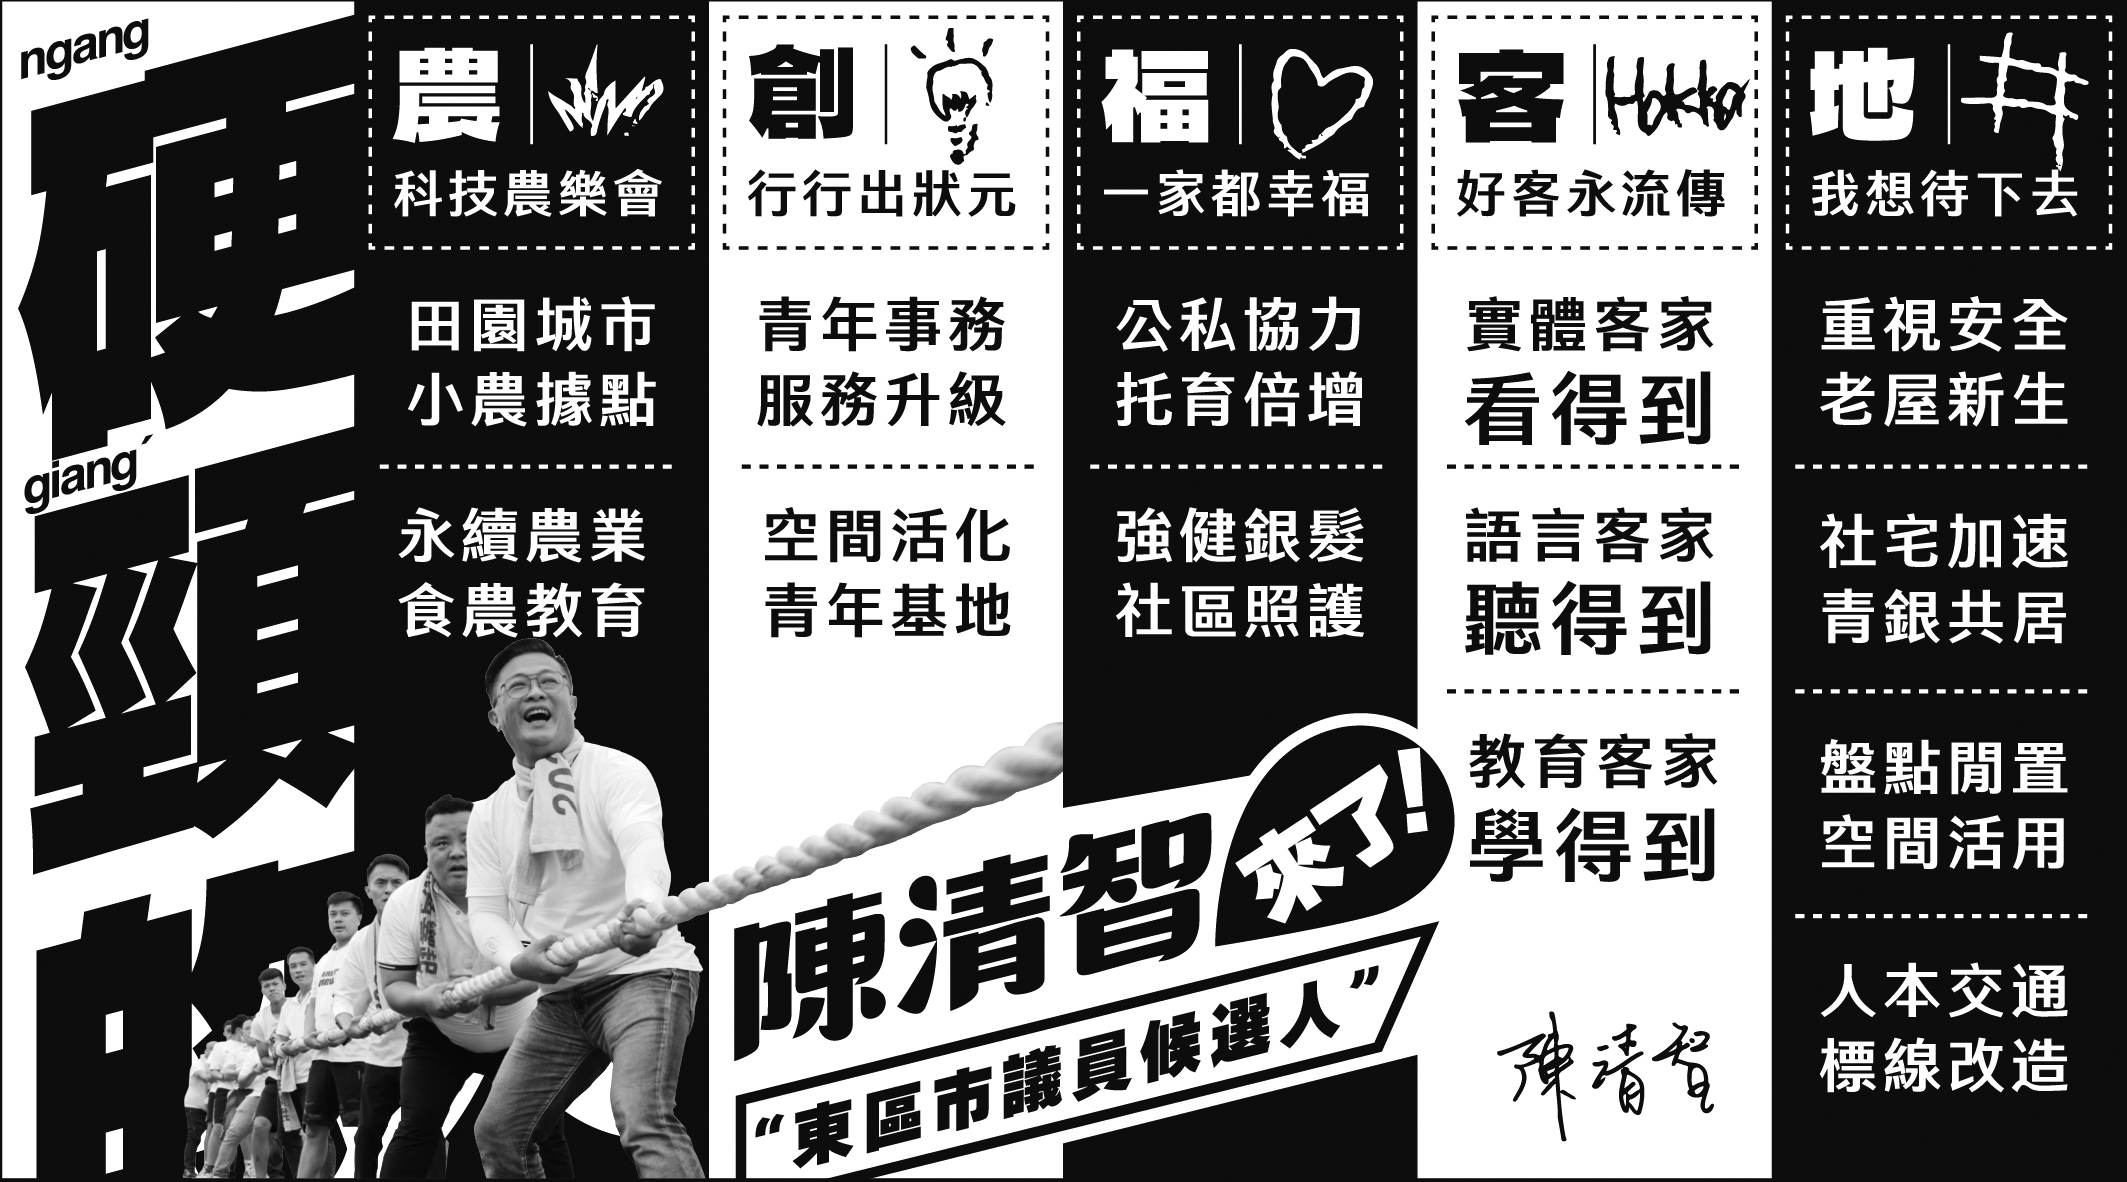 ngang
硬
giangˊ
頸
農
科技農樂會
田園城市
小農據點
永續農業
食農教育
創
行行出狀元
青年事務
服務升級
空間活化
青年基地
福
一家都幸福
公私協力
托育倍增
強健銀髮
社區照護
客
Hakka
好客永流傳
實體客家
看得到
語言客家
聽得到
教育客家
學得到
地
我想待下去
重視安全
老屋新生
社宅加速
青銀共居
盤點閒置
空間活用
人本交通
標線改造
陳清智
來了!
“東區市議員候選人”
陳清智